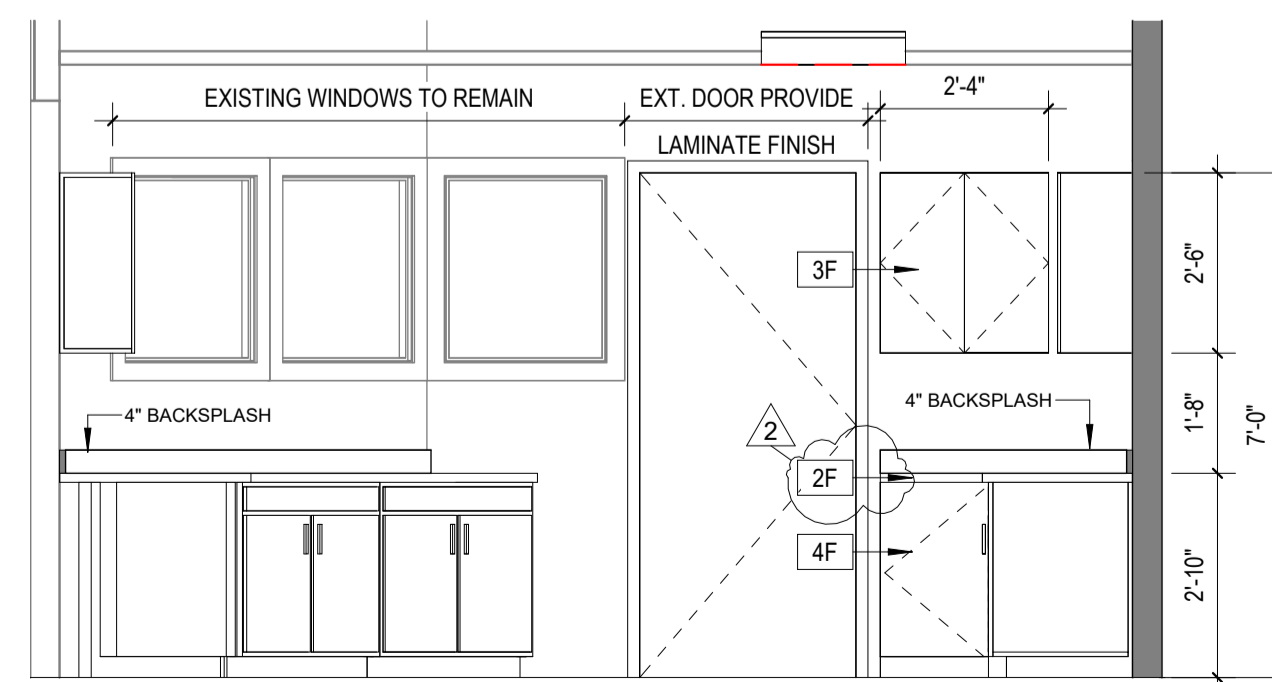 2'-4"
EXISTING WINDOWS TO REMAIN
EXT. DOOR PROVIDE
LAMINATE FINISH
3F
2'-6"
4" BACKSPLASH
4" BACKSPLASH
1'-8"
7'-0"
2
2F
4F
2'-10"